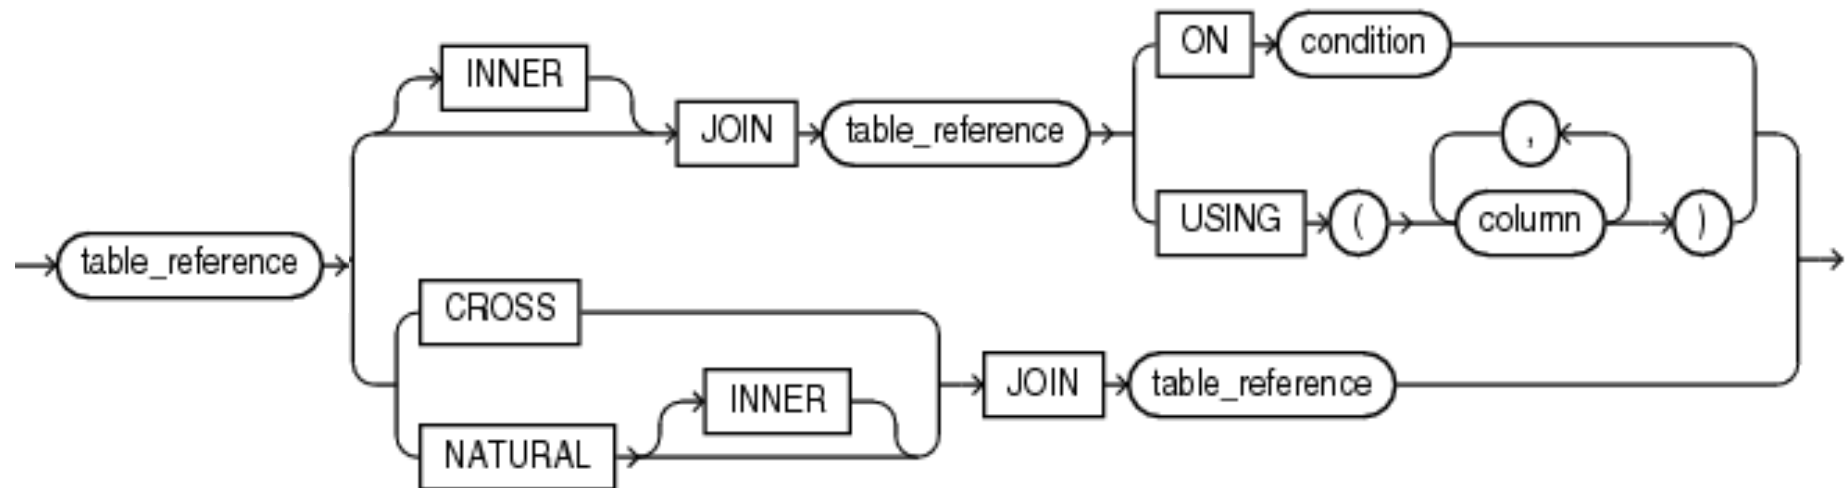 ON condition
INNER
JOIN table_reference ,
USING ( column )
table_reference
CROSS
JOIN table_reference
INNER
NATURAL